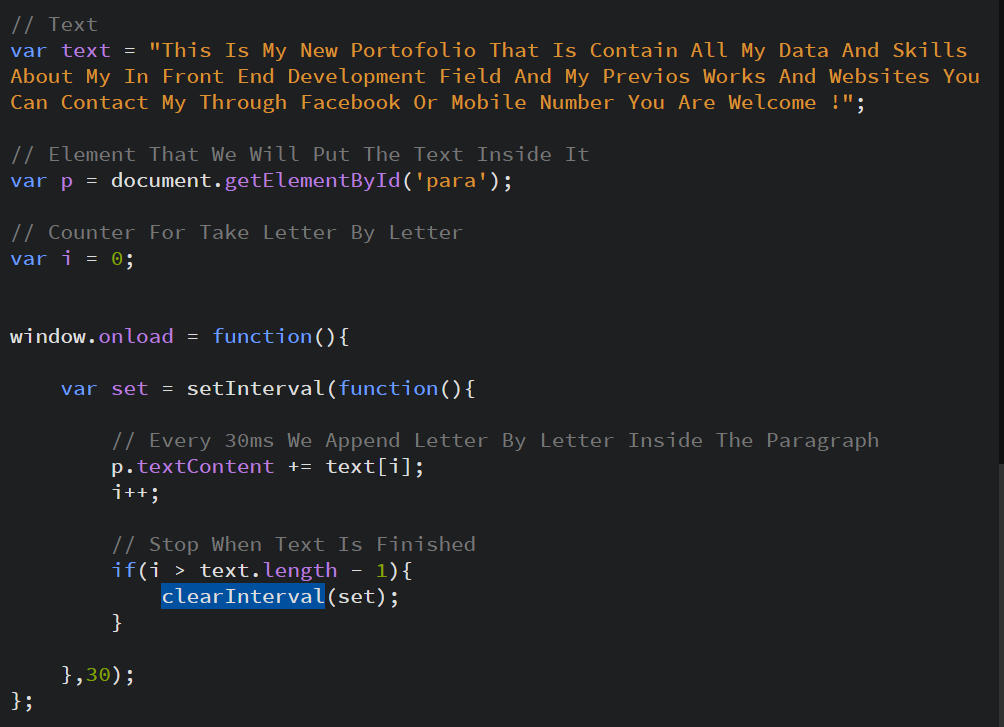 // Text
var text = "This Is My New Portofolio That Is Contain All My Data And Skills
About My In Front End Development Field And My Previos Works And Websites You
Can Contact My Through Facebook Or Mobile Number You Are Welcome !";
// Element That We Will Put The Text Inside It
var p = document.getElementById('para');
// Counter For Take Letter By Letter
var i = 0;
window.onload = function(){
var set = setInterval(function(){
// Every 30ms We Append Letter By Letter Inside The Paragraph
p.textContent += text[i];
i++;
// Stop When Text Is Finished
if(i > text.length - 1){
clearInterval(set);
}
},30);
};